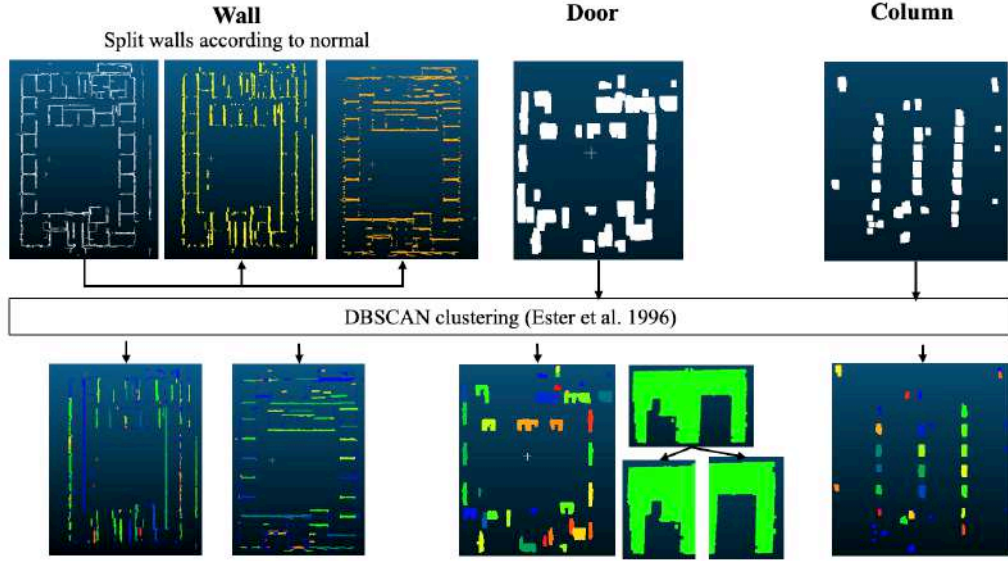 Wall
Split walls according to normal
Door
Column
DBSCAN clustering (Ester et al. 1996)